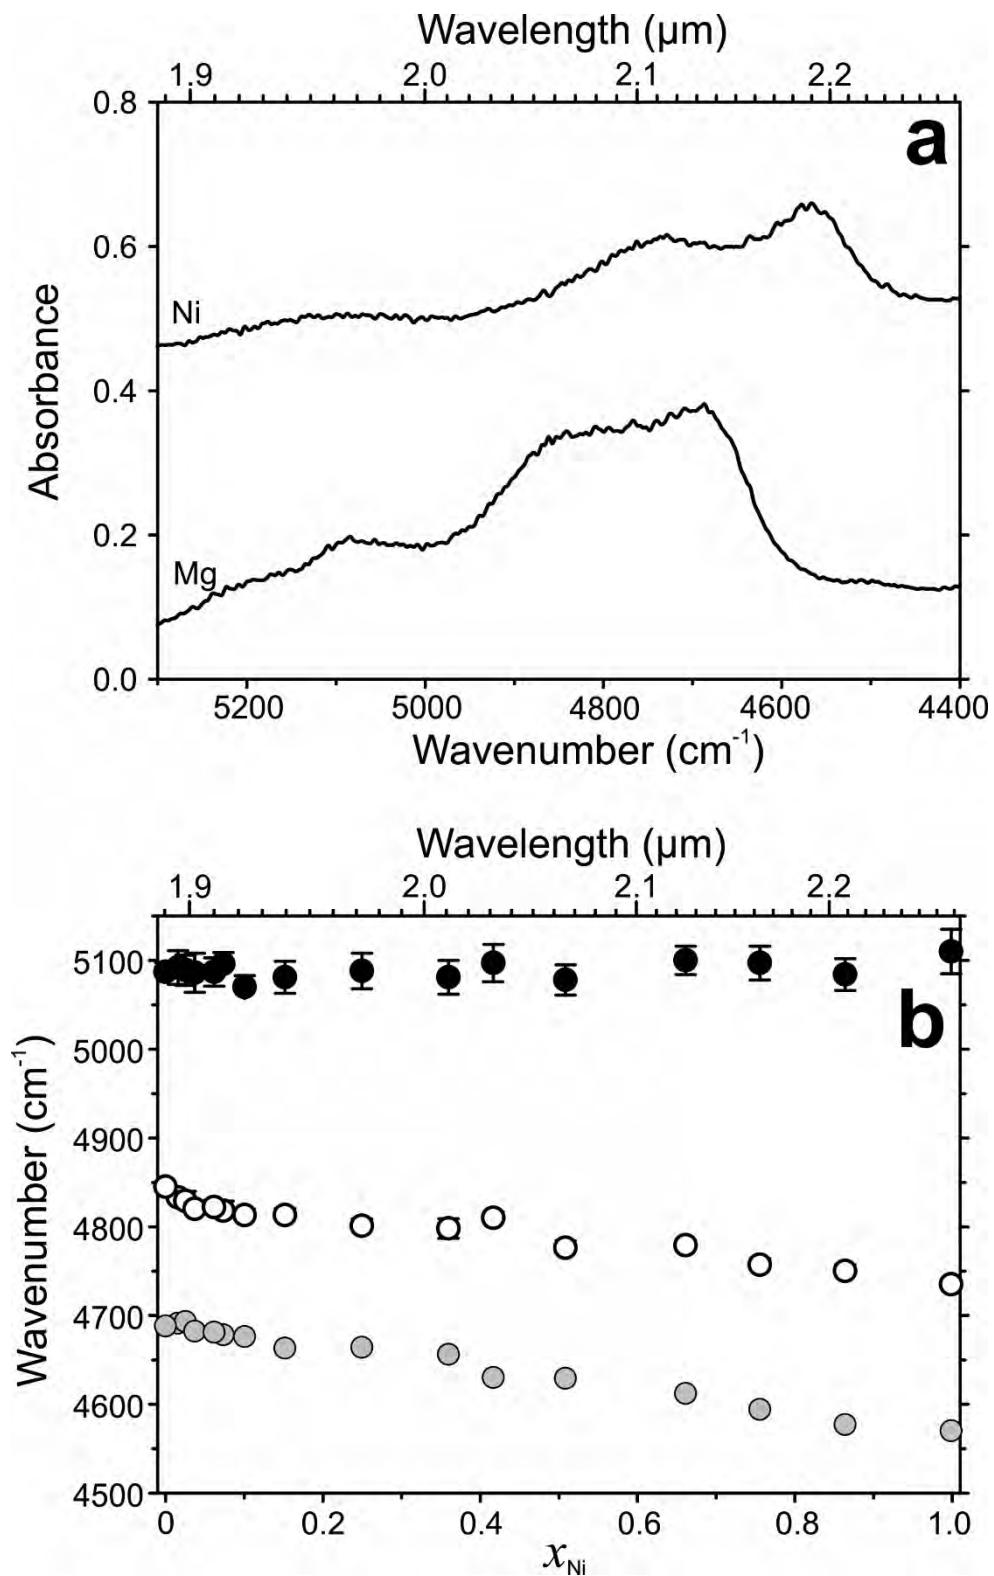 Wavelength (µm)
1.9 2.0 2.1 2.2
0.8
a
0.6
Ni
0.4
Absorbance
0.2
Mg
0.0
5200 5000 4800 4600 4400
Wavenumber (cm⁻¹)
Wavelength (µm)
1.9 2.0 2.1 2.2
5100
b
5000
4900
4800
4700
4600
4500
Wavenumber (cm⁻¹)
0 0.2 0.4 0.6 0.8 1.0
x_Ni